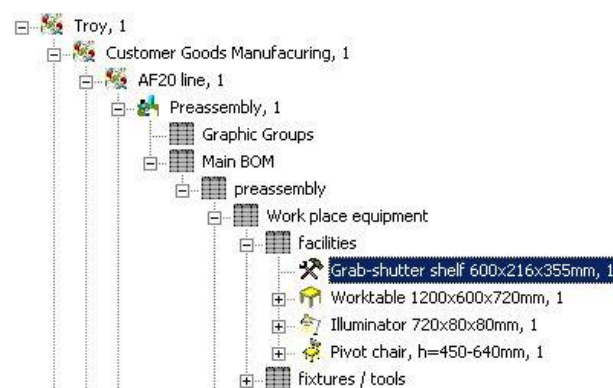 Troy, 1
Customer Goods Manufacuring, 1
AF20 line, 1
Preassembly, 1
Graphic Groups
Main BOM
preassembly
Work place equipment
facilities
Grab-shutter shelf 600x216x355mm, 1
Worktable 1200x600x720mm, 1
Illuminator 720x80x80mm, 1
Pivot chair, h=450-640mm, 1
fixtures / tools